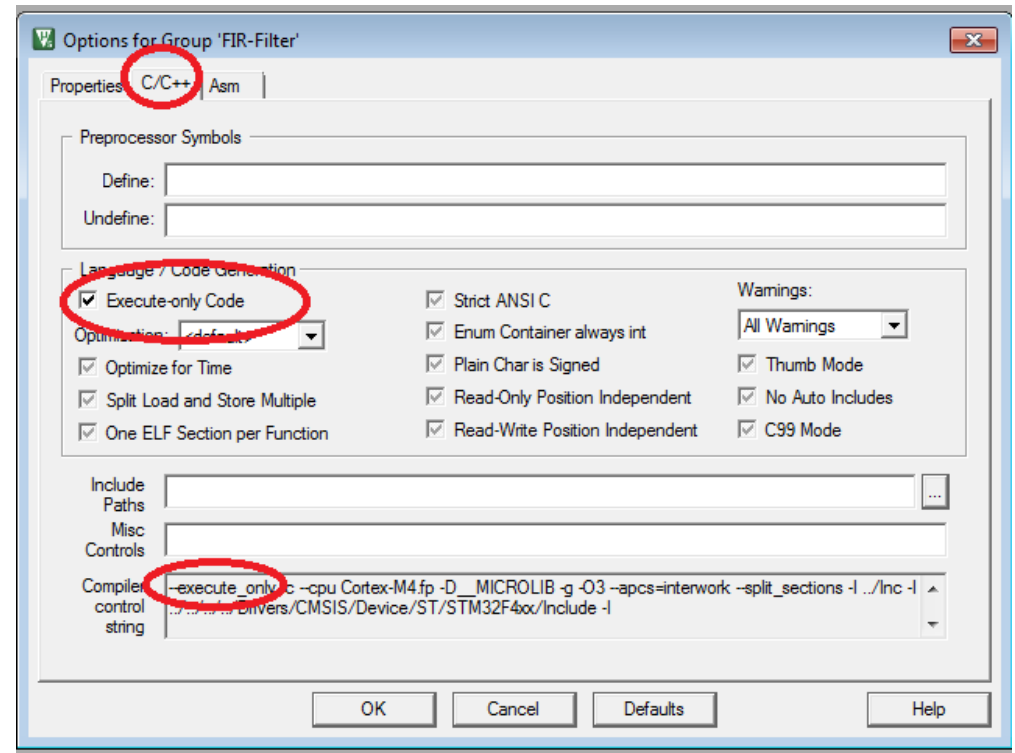 Options for Group 'FIR-Filter'
Properties C/C++ Asm
Preprocessor Symbols
Define:
Undefine:
Language / Code Generation
Execute-only Code
Optimization: <default>
Optimize for Time
Split Load and Store Multiple
One ELF Section per Function
Strict ANSI C
Enum Container always int
Plain Char is Signed
Read-Only Position Independent
Read-Write Position Independent
Warnings:
All Warnings
Thumb Mode
No Auto Includes
C99 Mode
Include
Paths
...
Misc
Controls
Compiler
control
string
--execute_only -c --cpu Cortex-M4.fp -D__MICROLIB -g -O3 --apcs=interwork --split_sections -I ../Inc -I
../../../../Drivers/CMSIS/Device/ST/STM32F4xx/Include -I
OK Cancel Defaults Help